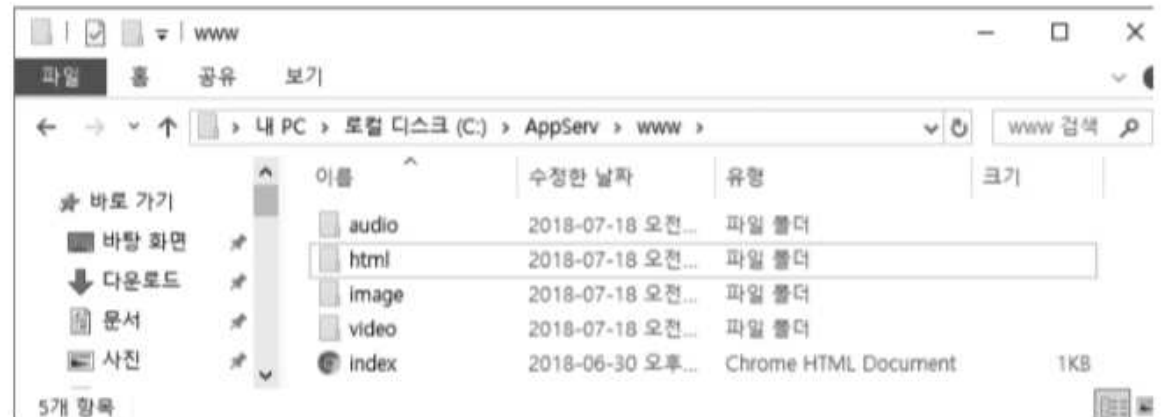 www
파일 홈 공유 보기
내 PC > 로컬 디스크 (C:) > AppServ > www >
www 검색
이름 수정한 날짜 유형 크기
바로 가기
바탕 화면
다운로드
문서
사진
audio 2018-07-18 오전... 파일 폴더
html 2018-07-18 오전... 파일 폴더
image 2018-07-18 오전... 파일 폴더
video 2018-07-18 오전... 파일 폴더
index 2018-06-30 오후... Chrome HTML Document 1KB
5개 항목